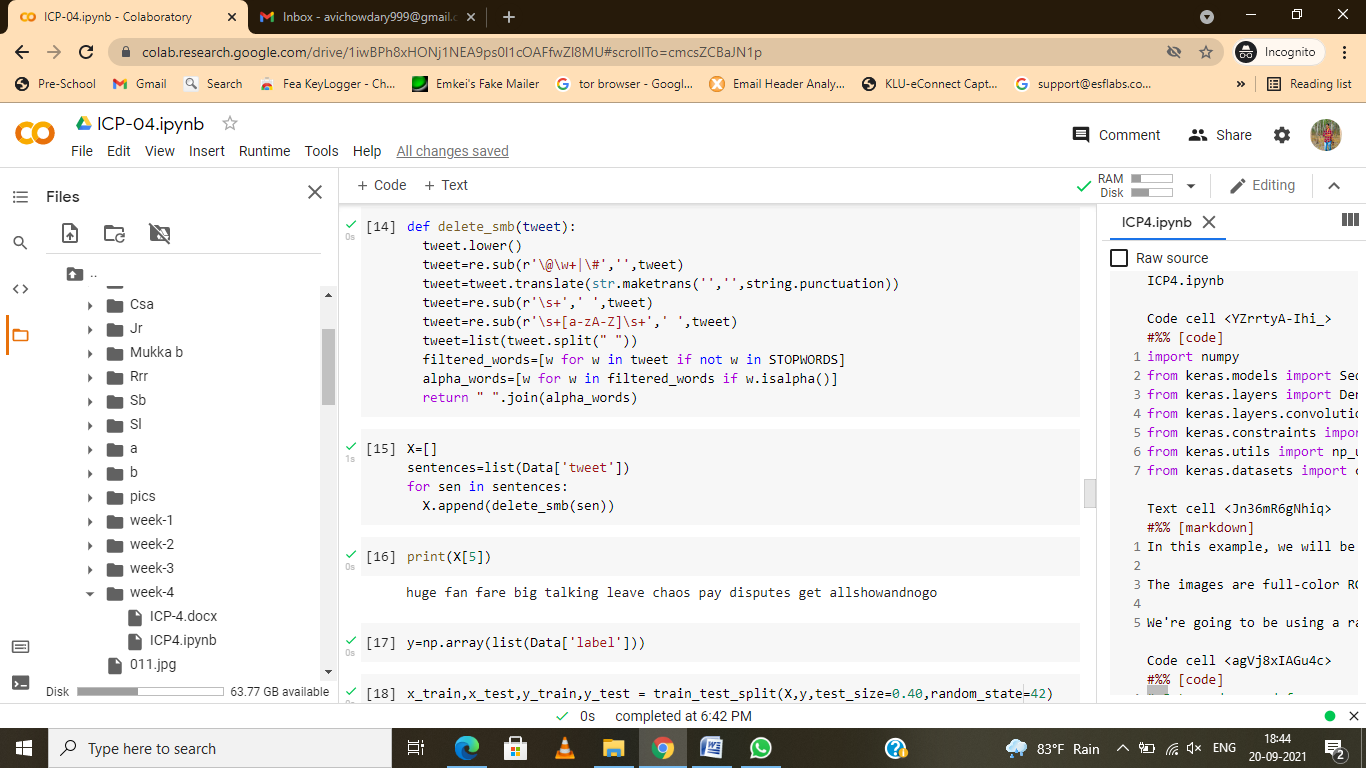 ICP-04.ipynb - Colaboratory
Inbox - avichowdary999@gmail.c
colab.research.google.com/drive/1iwBPh8xHONj1NEA9ps0l1cOAFfwZl8MU#scrollTo=cmcsZCBaJN1p
Incognito
Pre-School
Gmail
Search
Fea KeyLogger - Ch...
Emkei's Fake Mailer
tor browser - Googl...
Email Header Analy...
KLU-eConnect Capt...
support@esflabs.co...
»
Reading list
ICP-04.ipynb
File Edit View Insert Runtime Tools Help All changes saved
Comment
Share
Files
+ Code + Text
RAM
Disk
Editing
..
Csa
Jr
Mukka b
Rrr
Sb
Sl
a
b
pics
week-1
week-2
week-3
week-4
ICP-4.docx
ICP4.ipynb
011.jpg
Disk 63.77 GB available
0s
[14] def delete_smb(tweet):
tweet.lower()
tweet=re.sub(r'\@\w+|\#','',tweet)
tweet=tweet.translate(str.maketrans('','',string.punctuation))
tweet=re.sub(r'\s+',' ',tweet)
tweet=re.sub(r'\s+[a-zA-Z]\s+',' ',tweet)
tweet=list(tweet.split(" "))
filtered_words=[w for w in tweet if not w in STOPWORDS]
alpha_words=[w for w in filtered_words if w.isalpha()]
return " ".join(alpha_words)
1s
[15] X=[]
sentences=list(Data['tweet'])
for sen in sentences:
X.append(delete_smb(sen))
0s
[16] print(X[5])
huge fan fare big talking leave chaos pay disputes get allshowandnogo
0s
[17] y=np.array(list(Data['label']))
[18] x_train,x_test,y_train,y_test = train_test_split(X,y,test_size=0.40,random_state=42)
ICP4.ipynb
Raw source
ICP4.ipynb
Code cell <YZrrtyA-Ihi_>
#%% [code]
1 import numpy
2 from keras.models import Sec
3 from keras.layers import Der
4 from keras.layers.convolutic
5 from keras.constraints impor
6 from keras.utils import np_u
7 from keras.datasets import c
Text cell <Jn36mR6gNhiq>
#%% [markdown]
1 In this example, we will be
2
3 The images are full-color RG
4
5 We're going to be using a ra
Code cell <agVj8xIAGu4c>
#%% [code]
0s completed at 6:42 PM
Type here to search
83°F Rain
ENG
18:44
20-09-2021
2